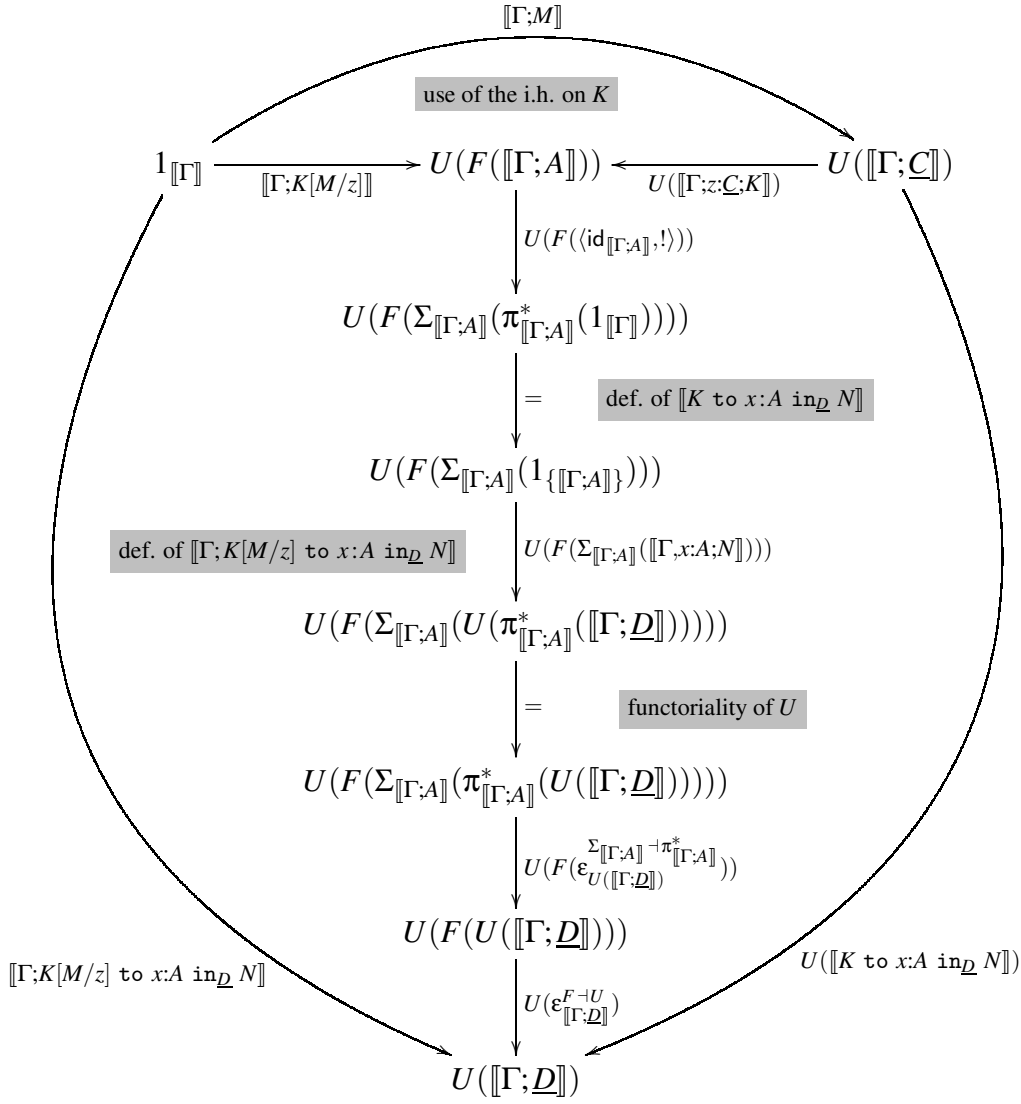 ⟦Γ;M⟧
use of the i.h. on K
1_⟦Γ⟧ U(F(⟦Γ;A⟧)) U(⟦Γ;C̲⟧)
⟦Γ;K[M/z]⟧ U(⟦Γ;z:C̲;K⟧)
U(F(⟨id_⟦Γ;A⟧,!⟩))
U(F(Σ_⟦Γ;A⟧(π*_⟦Γ;A⟧(1_⟦Γ⟧))))
= def. of ⟦K to x:A in_D̲ N⟧
U(F(Σ_⟦Γ;A⟧(1_{⟦Γ;A⟧})))
def. of ⟦Γ;K[M/z] to x:A in_D̲ N⟧ U(F(Σ_⟦Γ;A⟧(⟦Γ,x:A;N⟧)))
U(F(Σ_⟦Γ;A⟧(U(π*_⟦Γ;A⟧(⟦Γ;D̲⟧)))))
= functoriality of U
U(F(Σ_⟦Γ;A⟧(π*_⟦Γ;A⟧(U(⟦Γ;D̲⟧)))))
U(F(ε^{Σ_⟦Γ;A⟧ ⊣ π*_⟦Γ;A⟧}_{U(⟦Γ;D̲⟧)}))
U(F(U(⟦Γ;D̲⟧)))
⟦Γ;K[M/z] to x:A in_D̲ N⟧ U(ε^{F⊣U}_{⟦Γ;D̲⟧}) U(⟦K to x:A in_D̲ N⟧)
U(⟦Γ;D̲⟧)